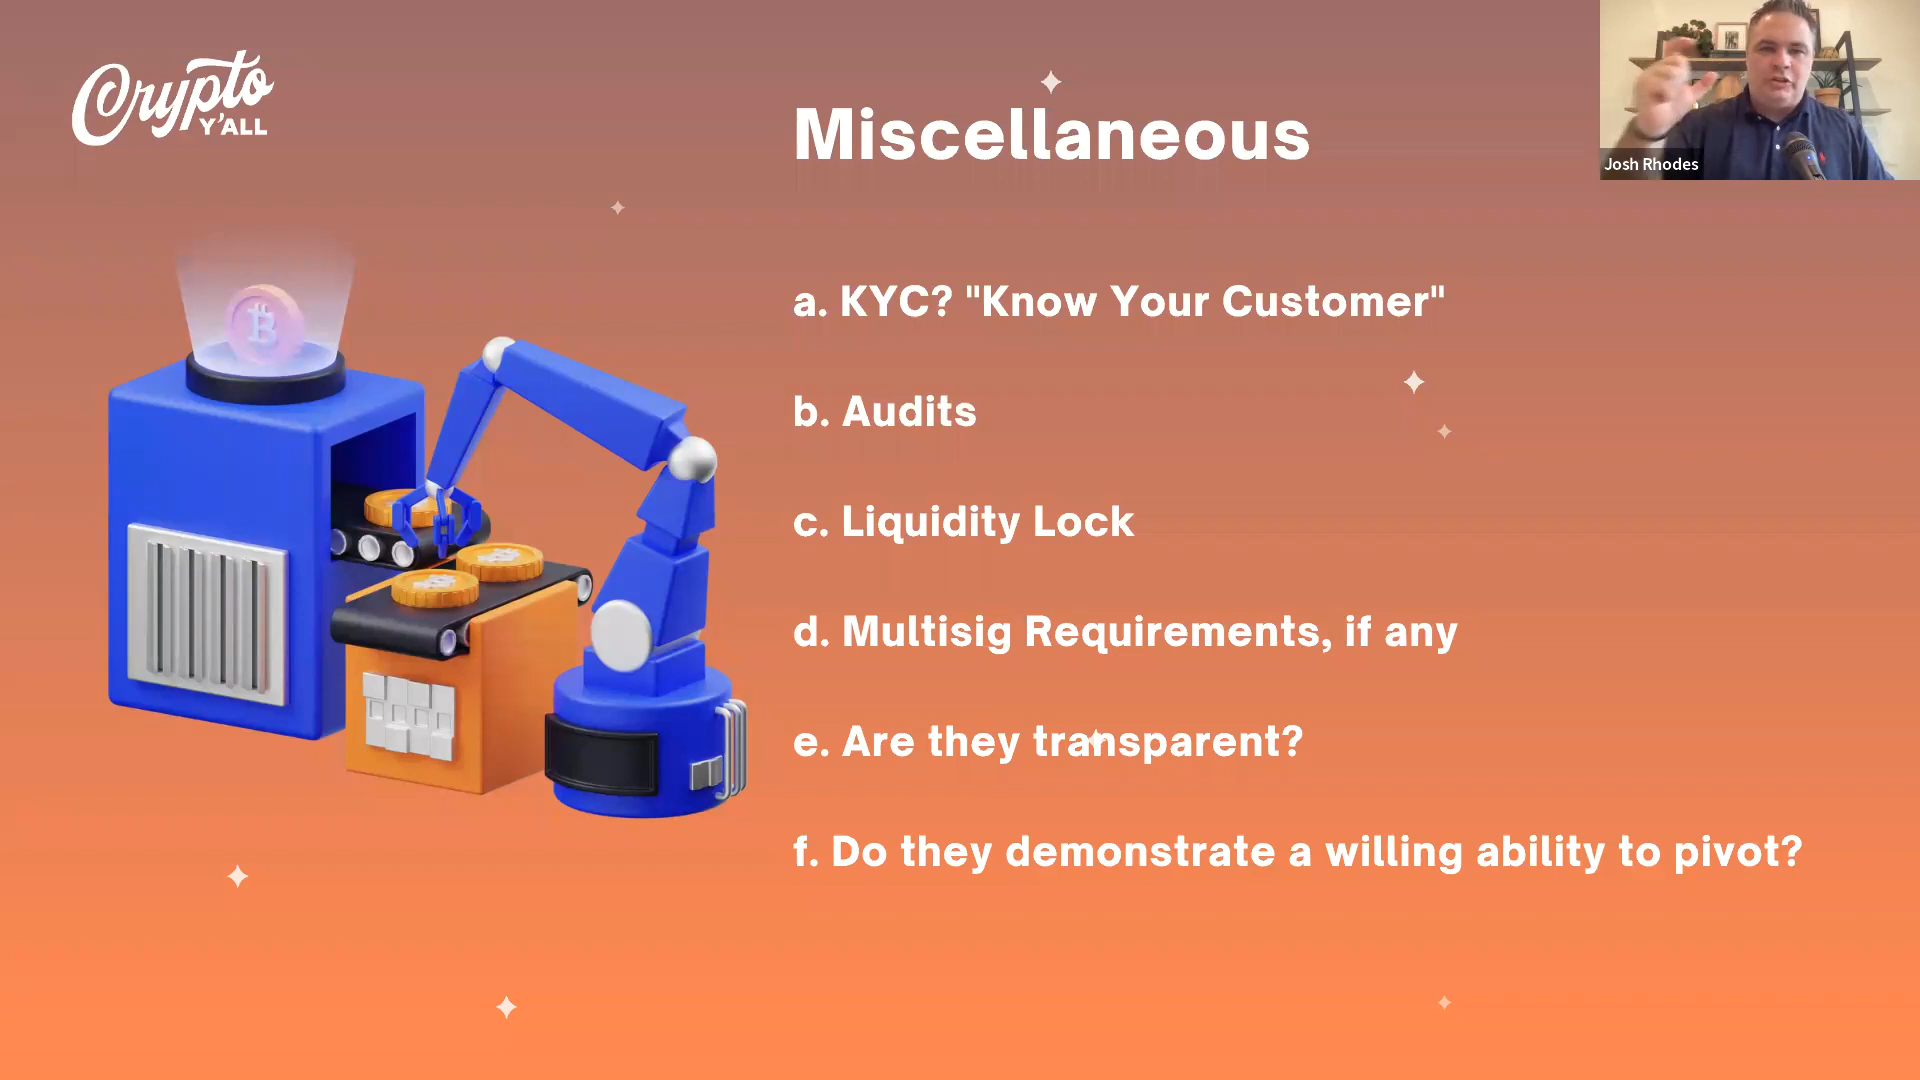 Crypto
Y'ALL
Miscellaneous
Josh Rhodes
a. KYC? "Know Your Customer"
b. Audits
c. Liquidity Lock
d. Multisig Requirements, if any
e. Are they transparent?
f. Do they demonstrate a willing ability to pivot?